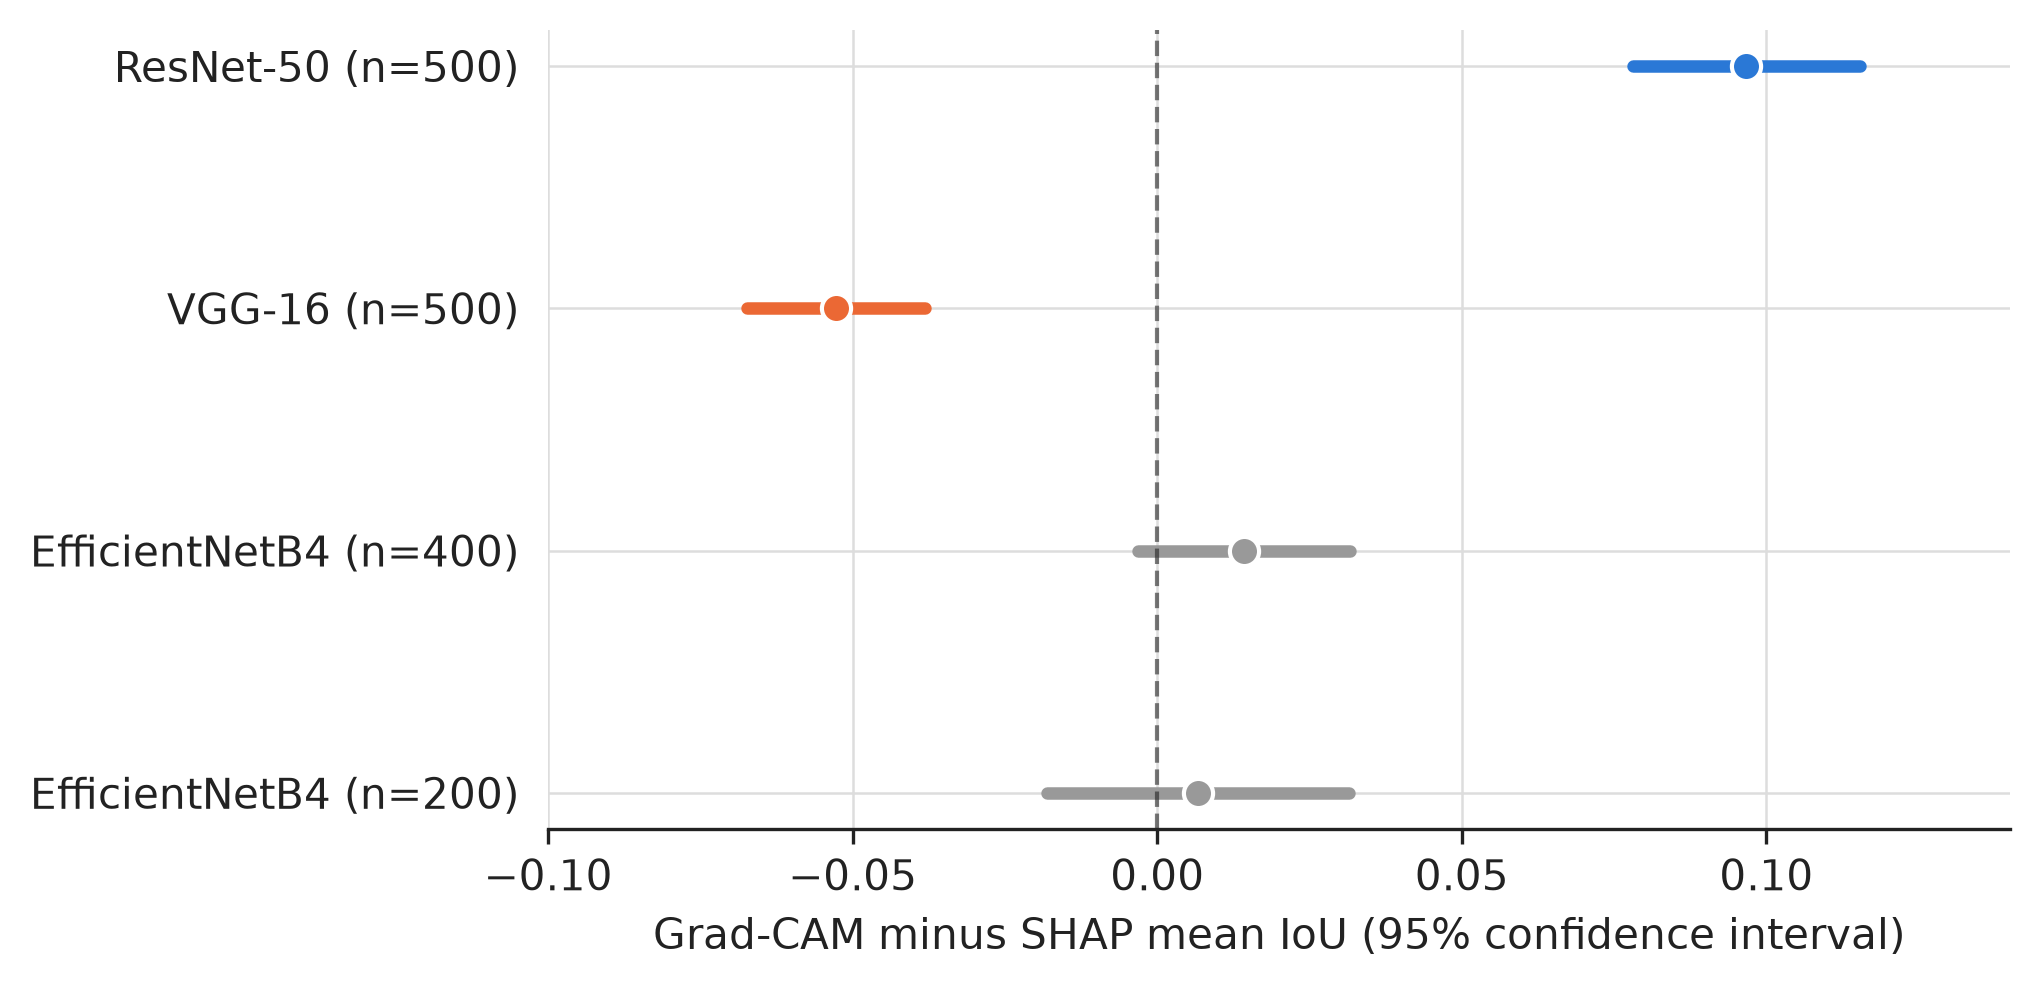 ResNet-50 (n=500)
VGG-16 (n=500)
EfficientNetB4 (n=400)
EfficientNetB4 (n=200)
−0.10 −0.05 0.00 0.05 0.10
Grad-CAM minus SHAP mean IoU (95% confidence interval)